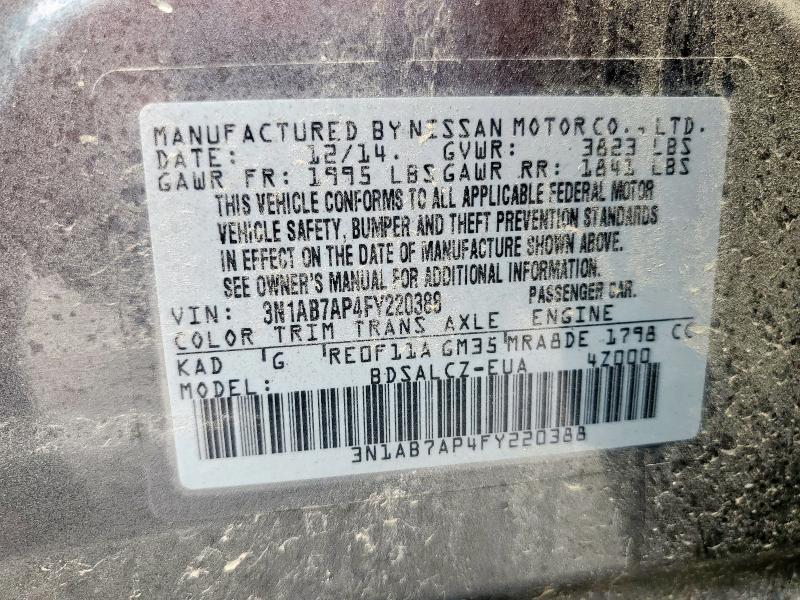 MANUFACTURED BY NISSAN MOTOR CO., LTD.
DATE: 12/14. GVWR: 3823 LBS
GAWR FR: 1995 LBS GAWR RR: 1841 LBS
THIS VEHICLE CONFORMS TO ALL APPLICABLE FEDERAL MOTOR
VEHICLE SAFETY, BUMPER AND THEFT PREVENTION STANDARDS
IN EFFECT ON THE DATE OF MANUFACTURE SHOWN ABOVE.
SEE OWNER'S MANUAL FOR ADDITIONAL INFORMATION.
VIN: 3N1AB7AP4FY220388 PASSENGER CAR.
COLOR TRIM TRANS AXLE ENGINE
KAD G RE0F11A GM35 MRA8DE 1798 CC
MODEL: BDSALCZ-EUA 4Z000
3N1AB7AP4FY220388